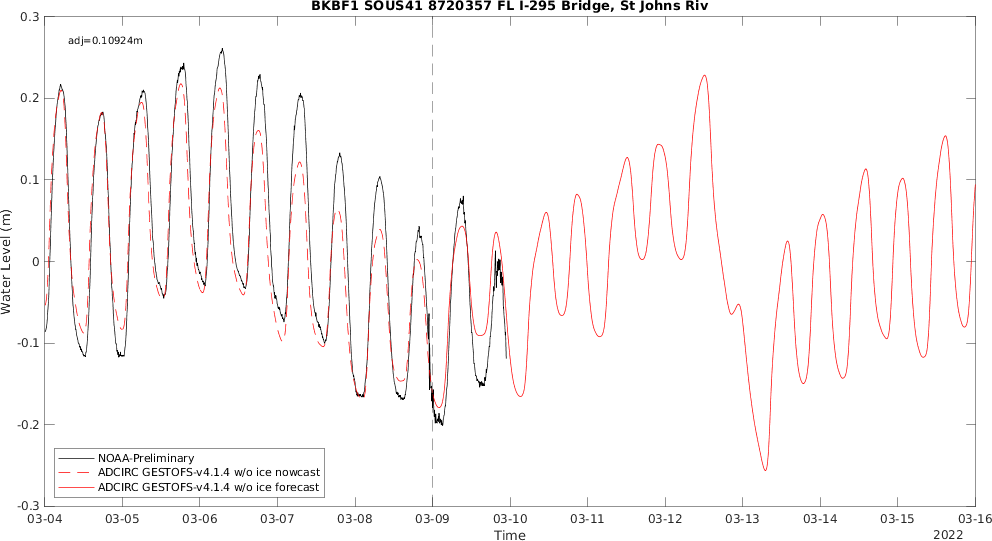 BKBF1 SOUS41 8720357 FL I-295 Bridge, St Johns Riv
adj=0.10924m
0.3
0.2
0.1
0
-0.1
-0.2
-0.3
Water Level (m)
NOAA-Preliminary
ADCIRC GESTOFS-v4.1.4 w/o ice nowcast
ADCIRC GESTOFS-v4.1.4 w/o ice forecast
03-04 03-05 03-06 03-07 03-08 03-09 03-10 03-11 03-12 03-13 03-14 03-15 03-16
Time
2022